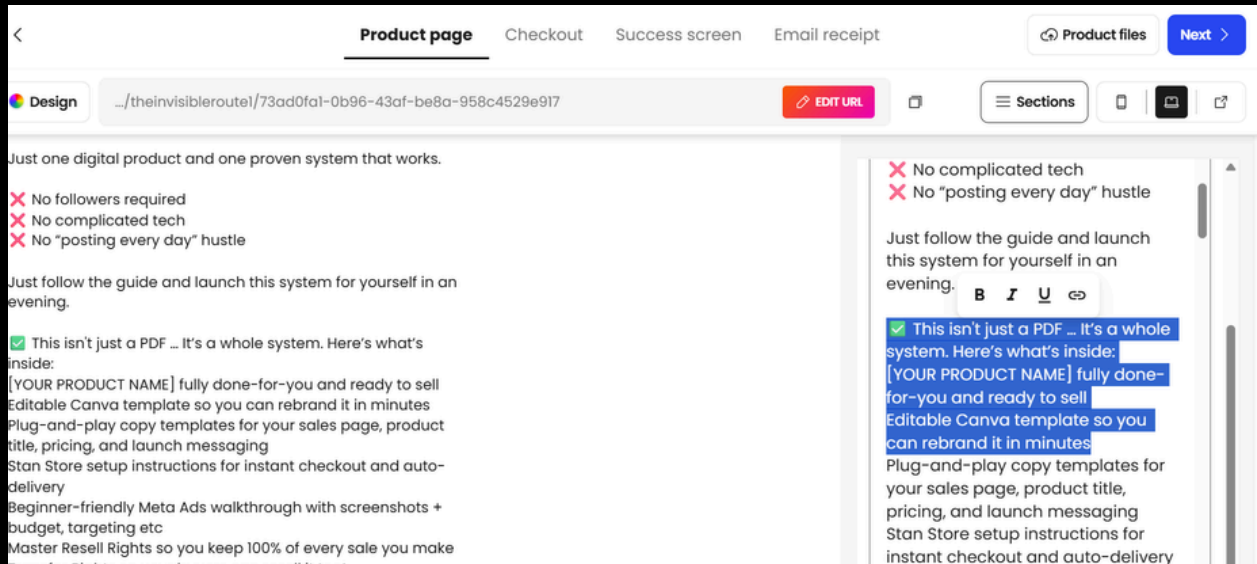 Product page Checkout Success screen Email receipt Product files Next
Design …/theinvisibleroute1/73ad0fa1-0b96-43af-be8a-958c4529e917 EDIT URL Sections
Just one digital product and one proven system that works.
❌ No followers required
❌ No complicated tech
❌ No “posting every day” hustle
Just follow the guide and launch this system for yourself in an
evening.
✅ This isn't just a PDF … It’s a whole system. Here’s what’s
inside:
[YOUR PRODUCT NAME] fully done-for-you and ready to sell
Editable Canva template so you can rebrand it in minutes
Plug-and-play copy templates for your sales page, product
title, pricing, and launch messaging
Stan Store setup instructions for instant checkout and auto-
delivery
Beginner-friendly Meta Ads walkthrough with screenshots +
budget, targeting etc
Master Resell Rights so you keep 100% of every sale you make
❌ No complicated tech
❌ No “posting every day” hustle
Just follow the guide and launch
this system for yourself in an
evening.
B I U
✅ This isn't just a PDF … It’s a whole
system. Here’s what’s inside:
[YOUR PRODUCT NAME] fully done-
for-you and ready to sell
Editable Canva template so you
can rebrand it in minutes
Plug-and-play copy templates for
your sales page, product title,
pricing, and launch messaging
Stan Store setup instructions for
instant checkout and auto-delivery